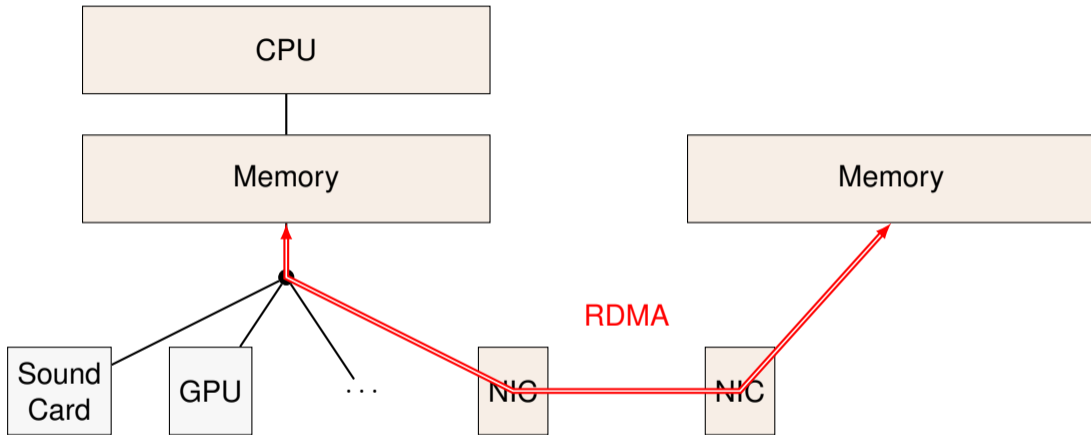 CPU
Memory
Memory
RDMA
Sound
Card
GPU
...
NIC
NIC